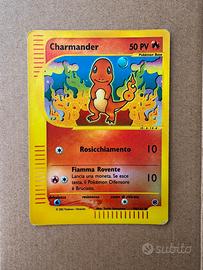 Charmander
50 PV
Pokémon Base
Rosicchiamento 10
Fiamma Rovente
Lancia una moneta. Se esce
testa, il Pokémon Difensore
è Bruciato.
10
subito